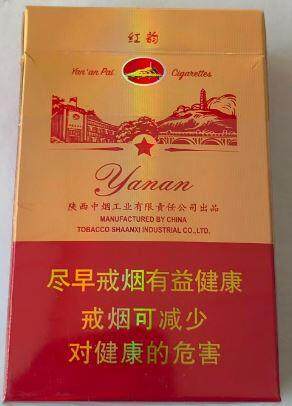 红韵
Yan'an Pai Cigarettes
Yanan
陕西中烟工业有限责任公司出品
MANUFACTURED BY CHINA
TOBACCO SHAANXI INDUSTRIAL CO.,LTD.
尽早戒烟有益健康
戒烟可减少
对健康的危害